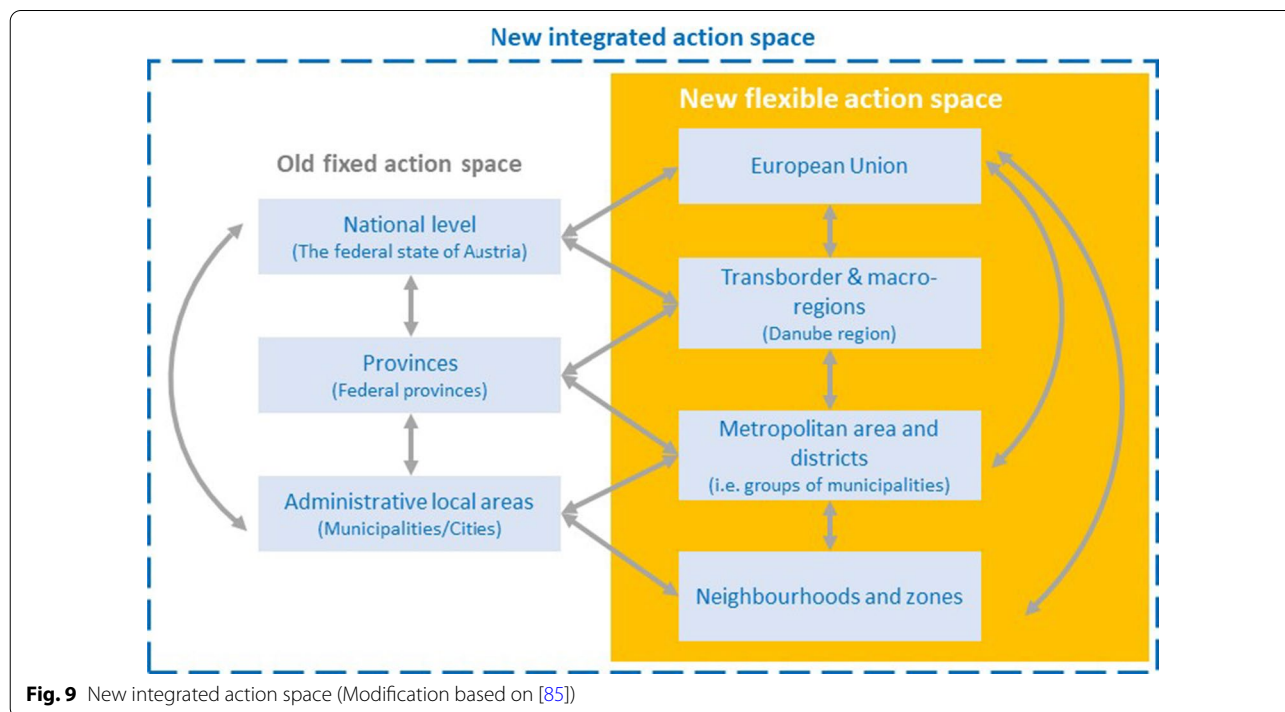 New integrated action space
Old fixed action space
National level
(The federal state of Austria)
Provinces
(Federal provinces)
Administrative local areas
(Municipalities/Cities)
New flexible action space
European Union
Transborder & macro-
regions
(Danube region)
Metropolitan area and
districts
(i.e. groups of municipalities)
Neighbourhoods and zones
Fig. 9 New integrated action space (Modification based on [85])